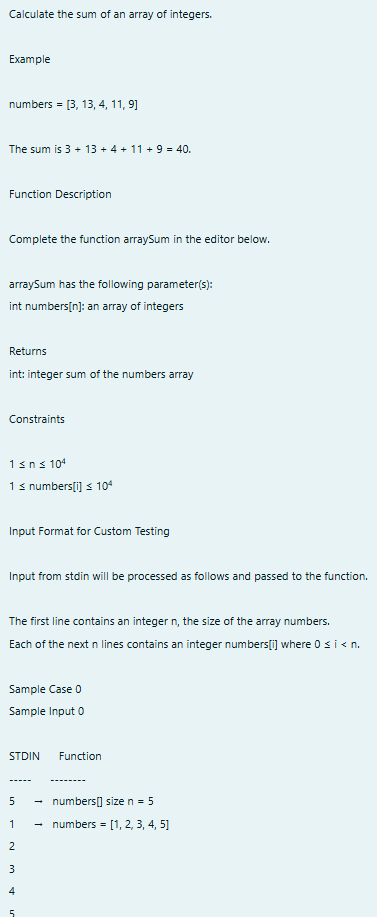 Calculate the sum of an array of integers.
Example
numbers = [3, 13, 4, 11, 9]
The sum is 3 + 13 + 4 + 11 + 9 = 40.
Function Description
Complete the function arraySum in the editor below.
arraySum has the following parameter(s):
int numbers[n]: an array of integers
Returns
int: integer sum of the numbers array
Constraints
1 ≤ n ≤ 10⁴
1 ≤ numbers[i] ≤ 10⁴
Input Format for Custom Testing
Input from stdin will be processed as follows and passed to the function.
The first line contains an integer n, the size of the array numbers.
Each of the next n lines contains an integer numbers[i] where 0 ≤ i < n.
Sample Case 0
Sample Input 0
STDIN Function
----- --------
5 → numbers[] size n = 5
1 → numbers = [1, 2, 3, 4, 5]
2
3
4
5